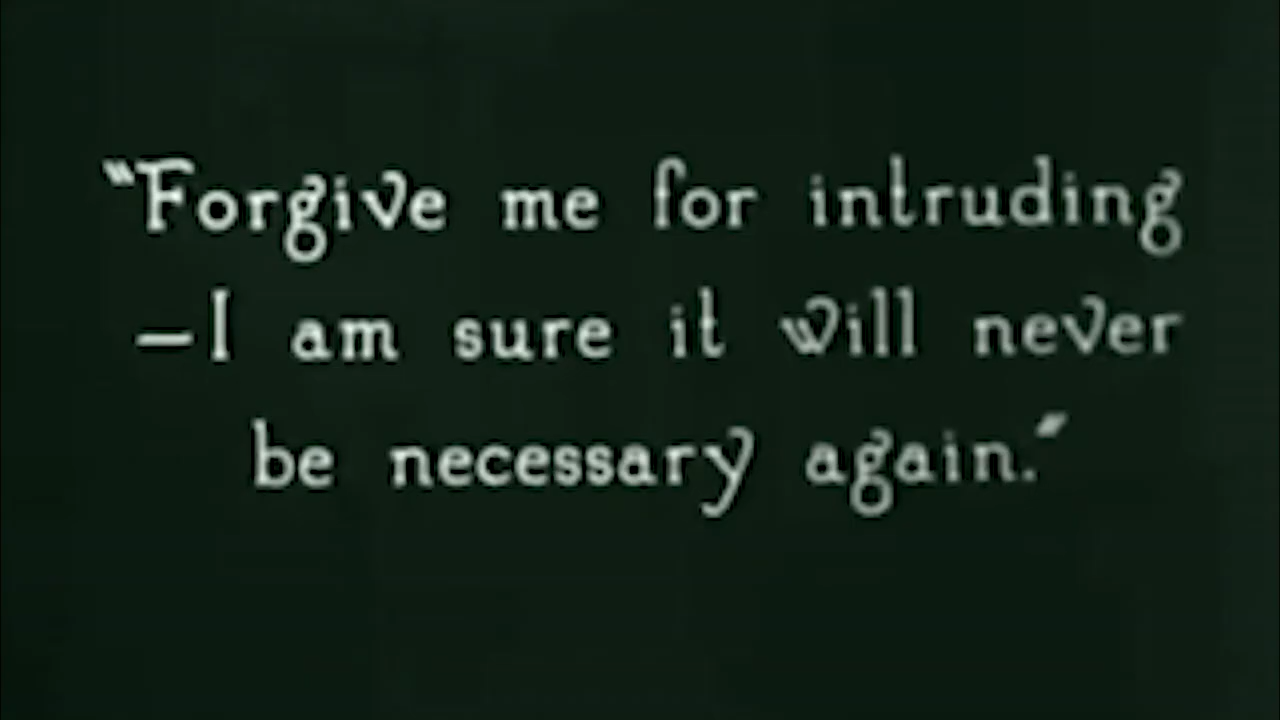 "Forgive me for intruding
—I am sure it will never
be necessary again."